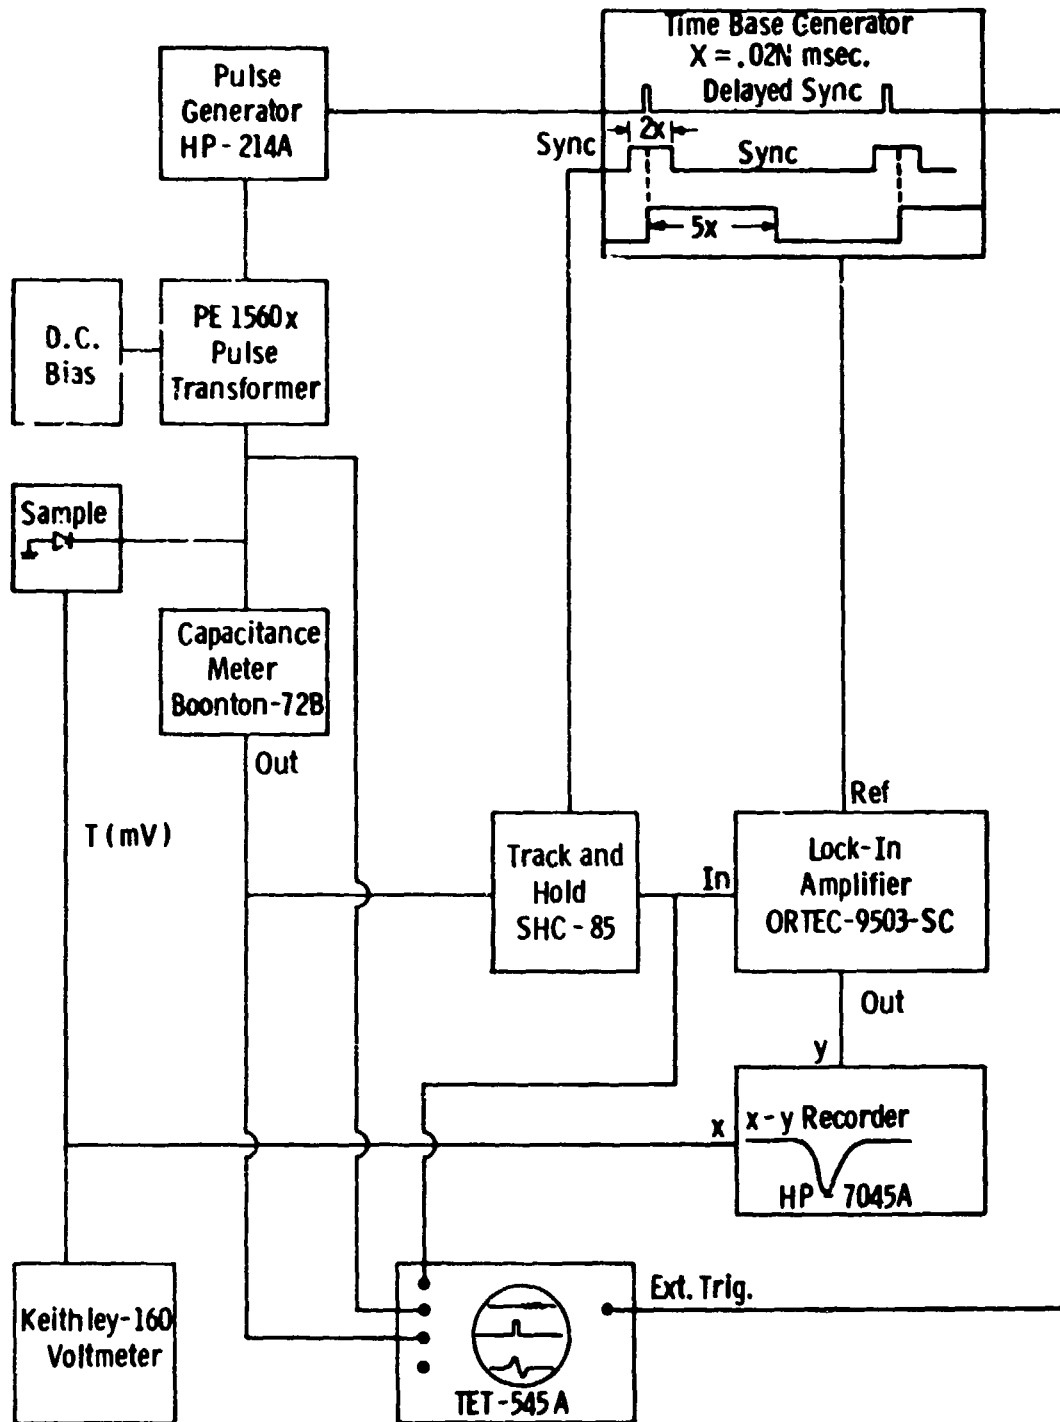 Time Base Generator
X = .02N msec.
Delayed Sync
2x
Sync
Sync
5x
Pulse
Generator
HP - 214A
D.C.
Bias
PE 1560x
Pulse
Transformer
Sample
Capacitance
Meter
Boonton-72B
Out
T (mV)
Track and
Hold
SHC - 85
In
Ref
Lock-In
Amplifier
ORTEC-9503-SC
Out
y
x
x - y Recorder
HP - 7045A
Keithley-160
Voltmeter
Ext. Trig.
TET - 545 A